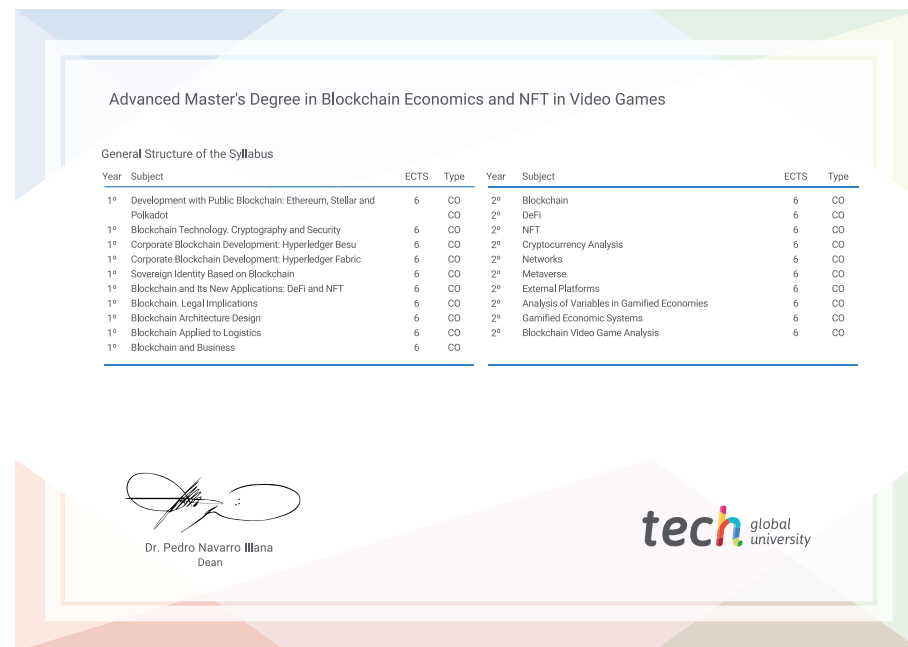 Advanced Master's Degree in Blockchain Economics and NFT in Video Games
General Structure of the Syllabus
Year Subject ECTS Type
1º Development with Public Blockchain: Ethereum, Stellar and 6 CO
Polkadot CO
1º Blockchain Technology. Cryptography and Security 6 CO
1º Corporate Blockchain Development: Hyperledger Besu 6 CO
1º Corporate Blockchain Development: Hyperledger Fabric 6 CO
1º Sovereign Identity Based on Blockchain 6 CO
1º Blockchain and Its New Applications: DeFi and NFT 6 CO
1º Blockchain. Legal Implications 6 CO
1º Blockchain Architecture Design 6 CO
1º Blockchain Applied to Logistics 6 CO
1º Blockchain and Business 6 CO
Year Subject ECTS Type
2º Blockchain 6 CO
2º DeFi 6 CO
2º NFT 6 CO
2º Cryptocurrency Analysis 6 CO
2º Networks 6 CO
2º Metaverse 6 CO
2º External Platforms 6 CO
2º Analysis of Variables in Gamified Economies 6 CO
2º Gamified Economic Systems 6 CO
2º Blockchain Video Game Analysis 6 CO
Dr. Pedro Navarro Illana
Dean
tech global
university